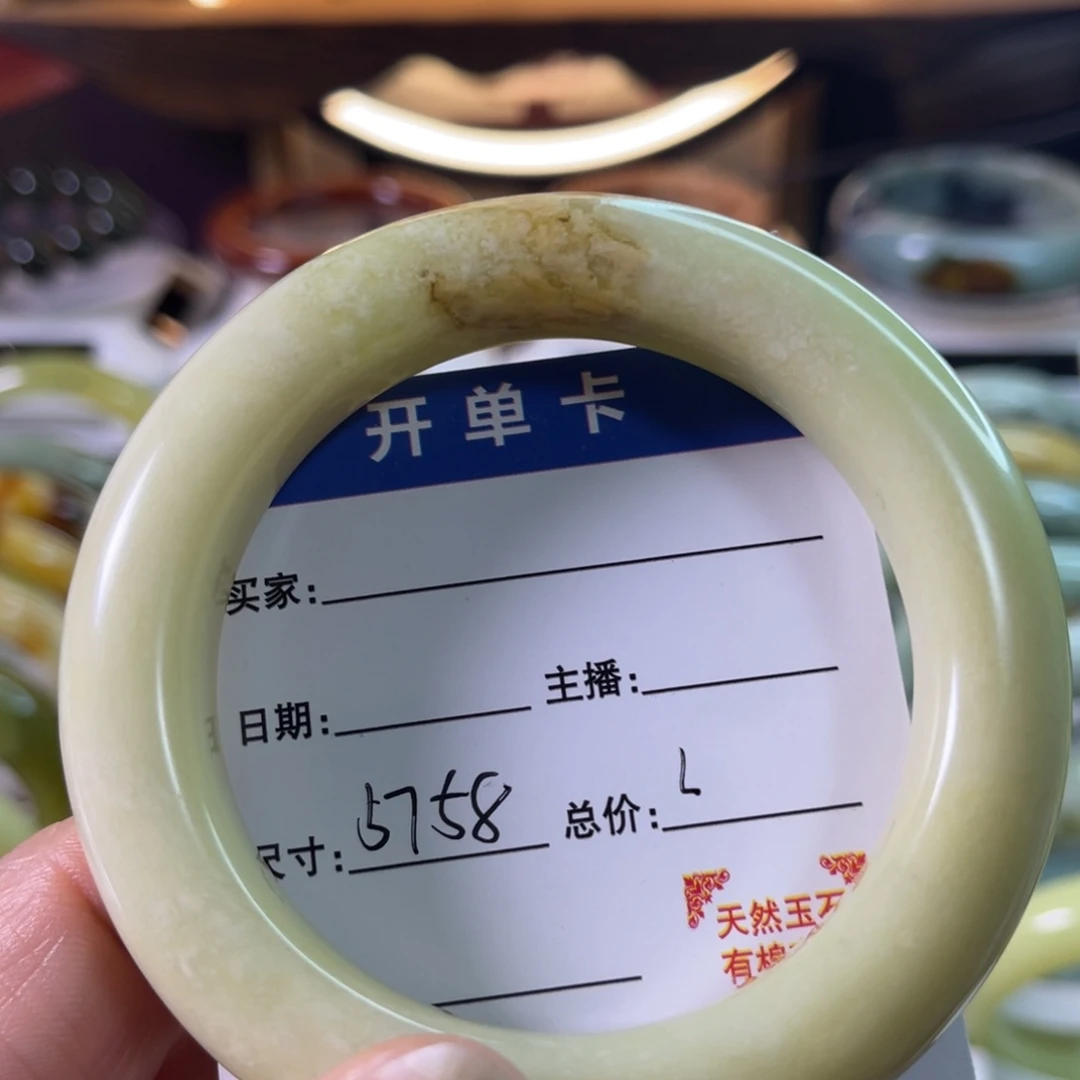 开单卡
买家:
日期: 主播:
尺寸: 5758 总价:
天然玉石
有棉